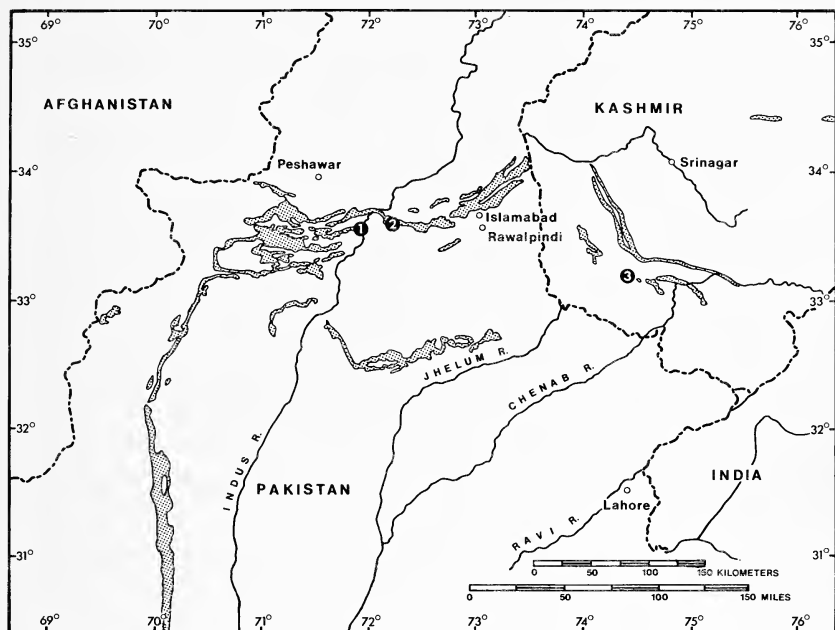 69° 70° 71° 72° 73° 74° 75° 76°
35° 35°
AFGHANISTAN
KASHMIR
34° 34°
Peshawar
Srinagar
Islamabad
Rawalpindi
1
2
3
33° 33°
JHELUM R.
CHENAB R.
32° 32°
INDUS R.
PAKISTAN
INDIA
Lahore
RAVI R.
31° 31°
0 50 100 150 KILOMETERS
0 50 100 150 MILES
69° 70° 71° 72° 73° 74° 75° 76°